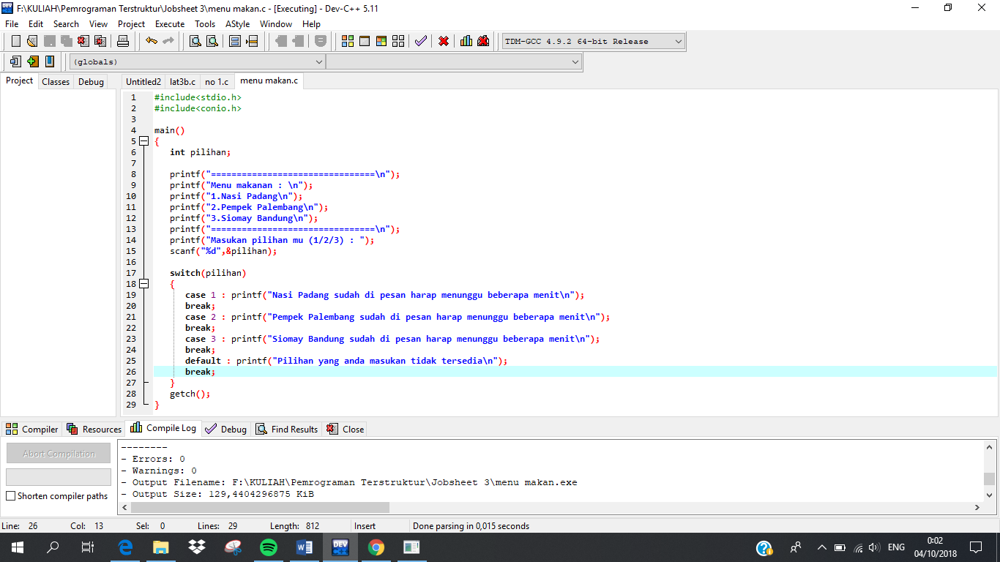 F:\KULIAH\Pemrograman Terstruktur\Jobsheet 3\menu makan.c - [Executing] - Dev-C++ 5.11
File Edit Search View Project Execute Tools AStyle Window Help
TDM-GCC 4.9.2 64-bit Release
(globals)
Project Classes Debug Untitled2 lat3b.c no 1.c menu makan.c
1 #include<stdio.h>
2 #include<conio.h>
3
4 main()
5 {
6 int pilihan;
7
8 printf("================================\n");
9 printf("Menu makanan : \n");
10 printf("1.Nasi Padang\n");
11 printf("2.Pempek Palembang\n");
12 printf("3.Siomay Bandung\n");
13 printf("================================\n");
14 printf("Masukan pilihan mu (1/2/3) : ");
15 scanf("%d",&pilihan);
16
17 switch(pilihan)
18 {
19 case 1 : printf("Nasi Padang sudah di pesan harap menunggu beberapa menit\n");
20 break;
21 case 2 : printf("Pempek Palembang sudah di pesan harap menunggu beberapa menit\n");
22 break;
23 case 3 : printf("Siomay Bandung sudah di pesan harap menunggu beberapa menit\n");
24 break;
25 default : printf("Pilihan yang anda masukan tidak tersedia\n");
26 break;
27 }
28 getch();
29 }
Compiler Resources Compile Log Debug Find Results Close
Abort Compilation
Shorten compiler paths
--------
- Errors: 0
- Warnings: 0
- Output Filename: F:\KULIAH\Pemrograman Terstruktur\Jobsheet 3\menu makan.exe
- Output Size: 129,4404296875 KiB
Line: 26 Col: 13 Sel: 0 Lines: 29 Length: 812 Insert Done parsing in 0,015 seconds
DEV
ENG
0:02
04/10/2018